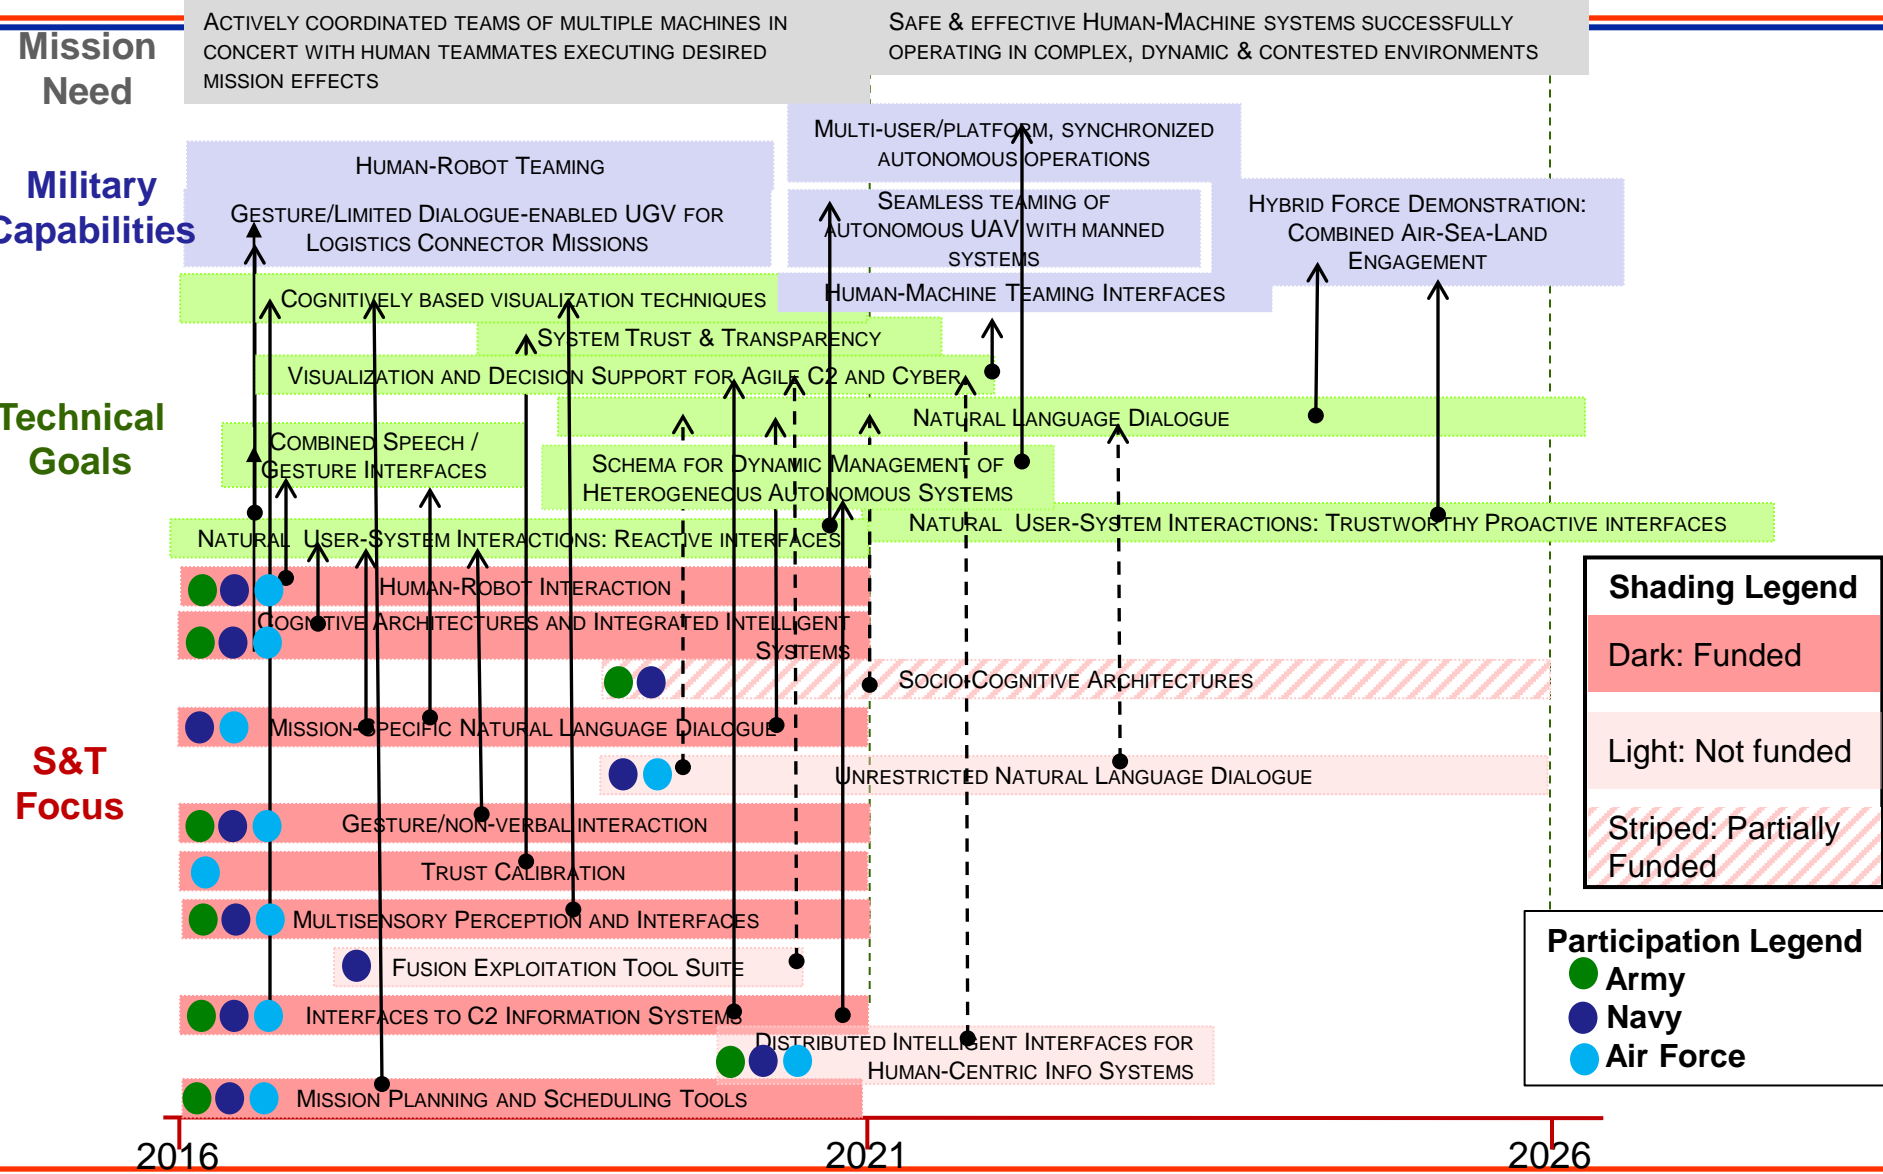 Mission
Need
ACTIVELY COORDINATED TEAMS OF MULTIPLE MACHINES IN
CONCERT WITH HUMAN TEAMMATES EXECUTING DESIRED
MISSION EFFECTS
SAFE & EFFECTIVE HUMAN-MACHINE SYSTEMS SUCCESSFULLY
OPERATING IN COMPLEX, DYNAMIC & CONTESTED ENVIRONMENTS
Military
Capabilities
HUMAN-ROBOT TEAMING
GESTURE/LIMITED DIALOGUE-ENABLED UGV FOR
LOGISTICS CONNECTOR MISSIONS
MULTI-USER/PLATFORM, SYNCHRONIZED
AUTONOMOUS OPERATIONS
SEAMLESS TEAMING OF
AUTONOMOUS UAV WITH MANNED
SYSTEMS
HUMAN-MACHINE TEAMING INTERFACES
HYBRID FORCE DEMONSTRATION:
COMBINED AIR-SEA-LAND
ENGAGEMENT
Technical
Goals
COGNITIVELY BASED VISUALIZATION TECHNIQUES
SYSTEM TRUST & TRANSPARENCY
VISUALIZATION AND DECISION SUPPORT FOR AGILE C2 AND CYBER
NATURAL LANGUAGE DIALOGUE
COMBINED SPEECH /
GESTURE INTERFACES
SCHEMA FOR DYNAMIC MANAGEMENT OF
HETEROGENEOUS AUTONOMOUS SYSTEMS
NATURAL USER-SYSTEM INTERACTIONS: REACTIVE INTERFACES
NATURAL USER-SYSTEM INTERACTIONS: TRUSTWORTHY PROACTIVE INTERFACES
S&T
Focus
HUMAN-ROBOT INTERACTION
COGNITIVE ARCHITECTURES AND INTEGRATED INTELLIGENT
SYSTEMS
SOCIO-COGNITIVE ARCHITECTURES
MISSION-SPECIFIC NATURAL LANGUAGE DIALOGUE
UNRESTRICTED NATURAL LANGUAGE DIALOGUE
GESTURE/NON-VERBAL INTERACTION
TRUST CALIBRATION
MULTISENSORY PERCEPTION AND INTERFACES
FUSION EXPLOITATION TOOL SUITE
INTERFACES TO C2 INFORMATION SYSTEMS
DISTRIBUTED INTELLIGENT INTERFACES FOR
HUMAN-CENTRIC INFO SYSTEMS
MISSION PLANNING AND SCHEDULING TOOLS
Shading Legend
Dark: Funded
Light: Not funded
Striped: Partially
Funded
Participation Legend
Army
Navy
Air Force
2016
2021
2026